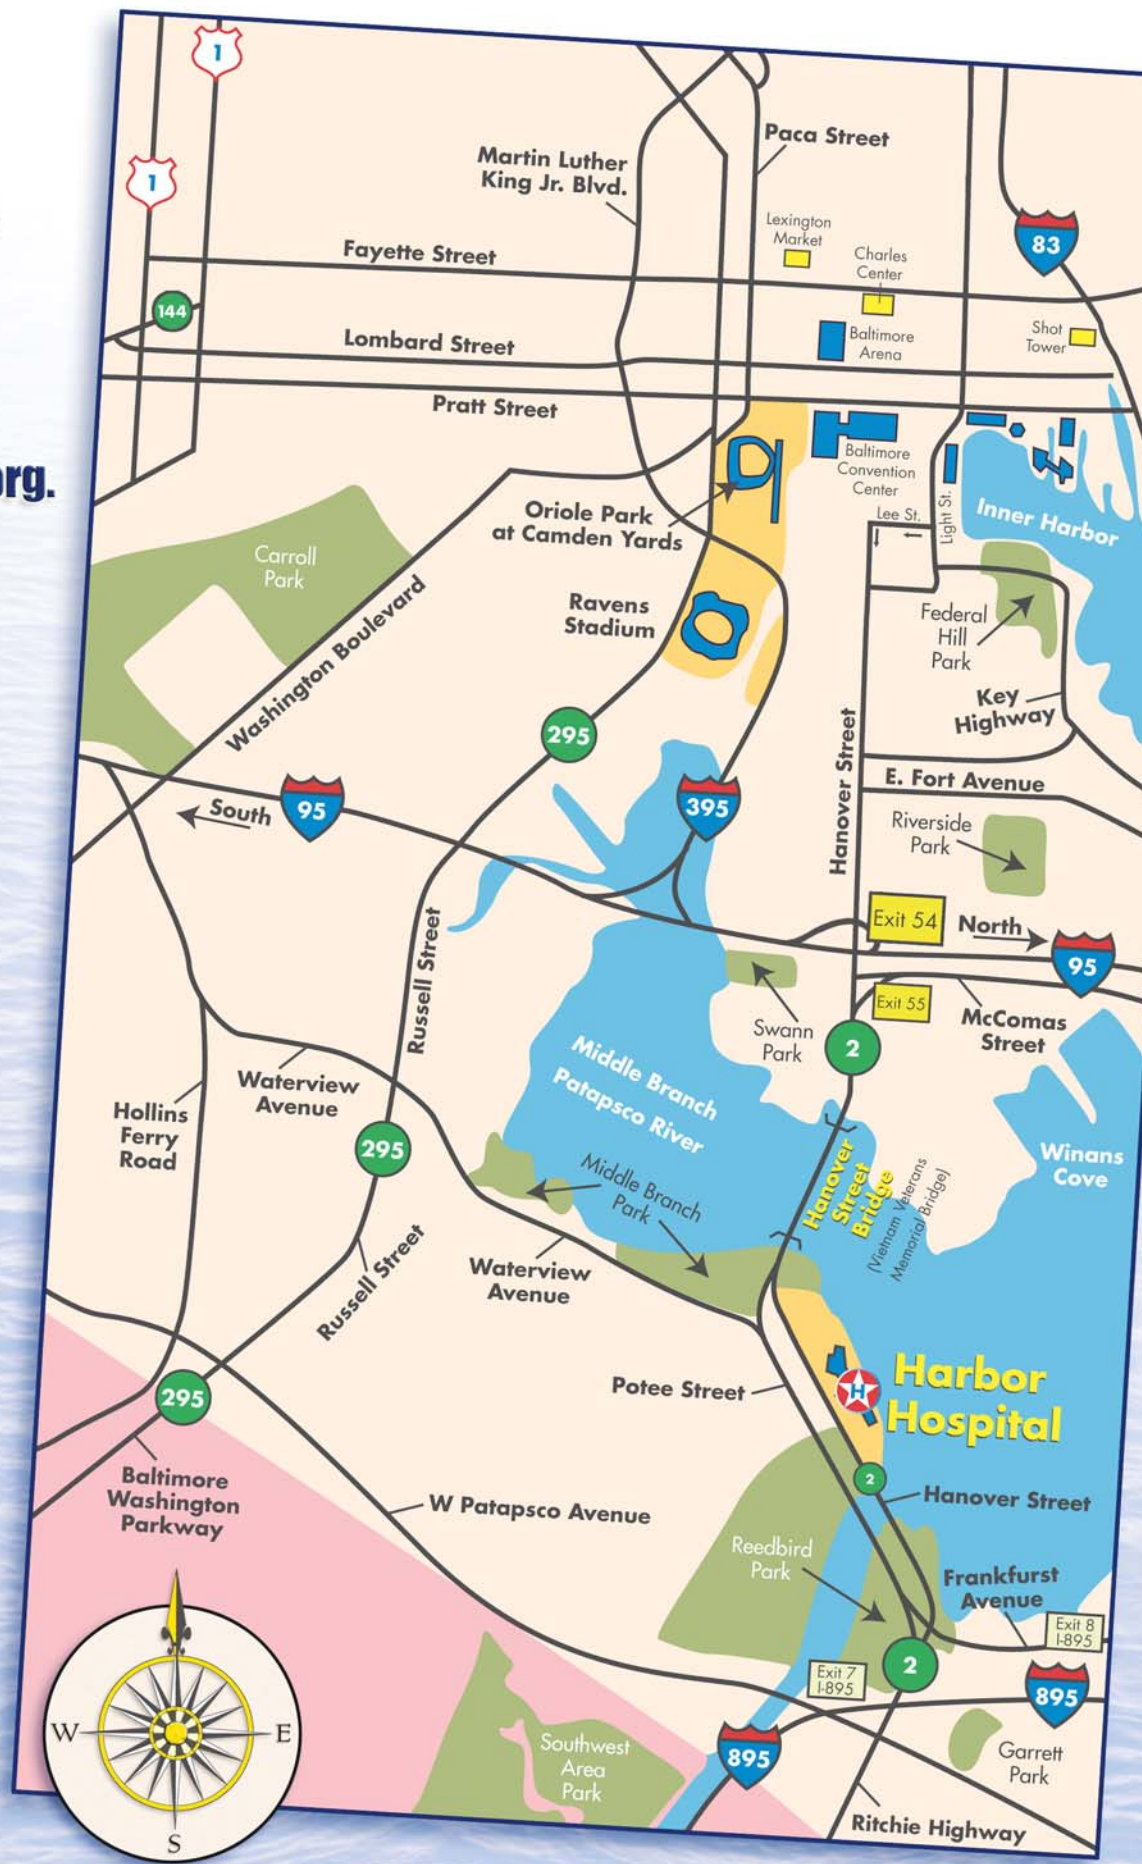 1
1
Paca Street
Martin Luther
King Jr. Blvd.
Lexington
Market
83
Fayette Street
Charles
Center
144
Lombard Street
Baltimore
Arena
Shot
Tower
Pratt Street
Baltimore
Convention
Center
org.
Oriole Park
at Camden Yards
Lee St.
Light St.
Inner Harbor
Carroll
Park
Ravens
Stadium
Federal
Hill
Park
Washington Boulevard
Key
Highway
295
Hanover Street
E. Fort Avenue
South
95
395
Riverside
Park
Exit 54
North
95
Russell Street
Exit 55
McComas
Street
Swann
Park
2
Middle Branch
Patapsco River
Waterview
Avenue
Hollins
Ferry
Road
295
Winans
Cove
Hanover
Street
Bridge
(Vietnam Veterans
Memorial Bridge)
Middle Branch
Park
Russell Street
Waterview
Avenue
Potee Street
Harbor
Hospital
H
295
2
Baltimore
Washington
Parkway
W Patapsco Avenue
Hanover Street
Reedbird
Park
Frankfurst
Avenue
Exit 8
I-895
2
Exit 7
I-895
895
W
E
S
Southwest
Area
Park
895
Garrett
Park
Ritchie Highway